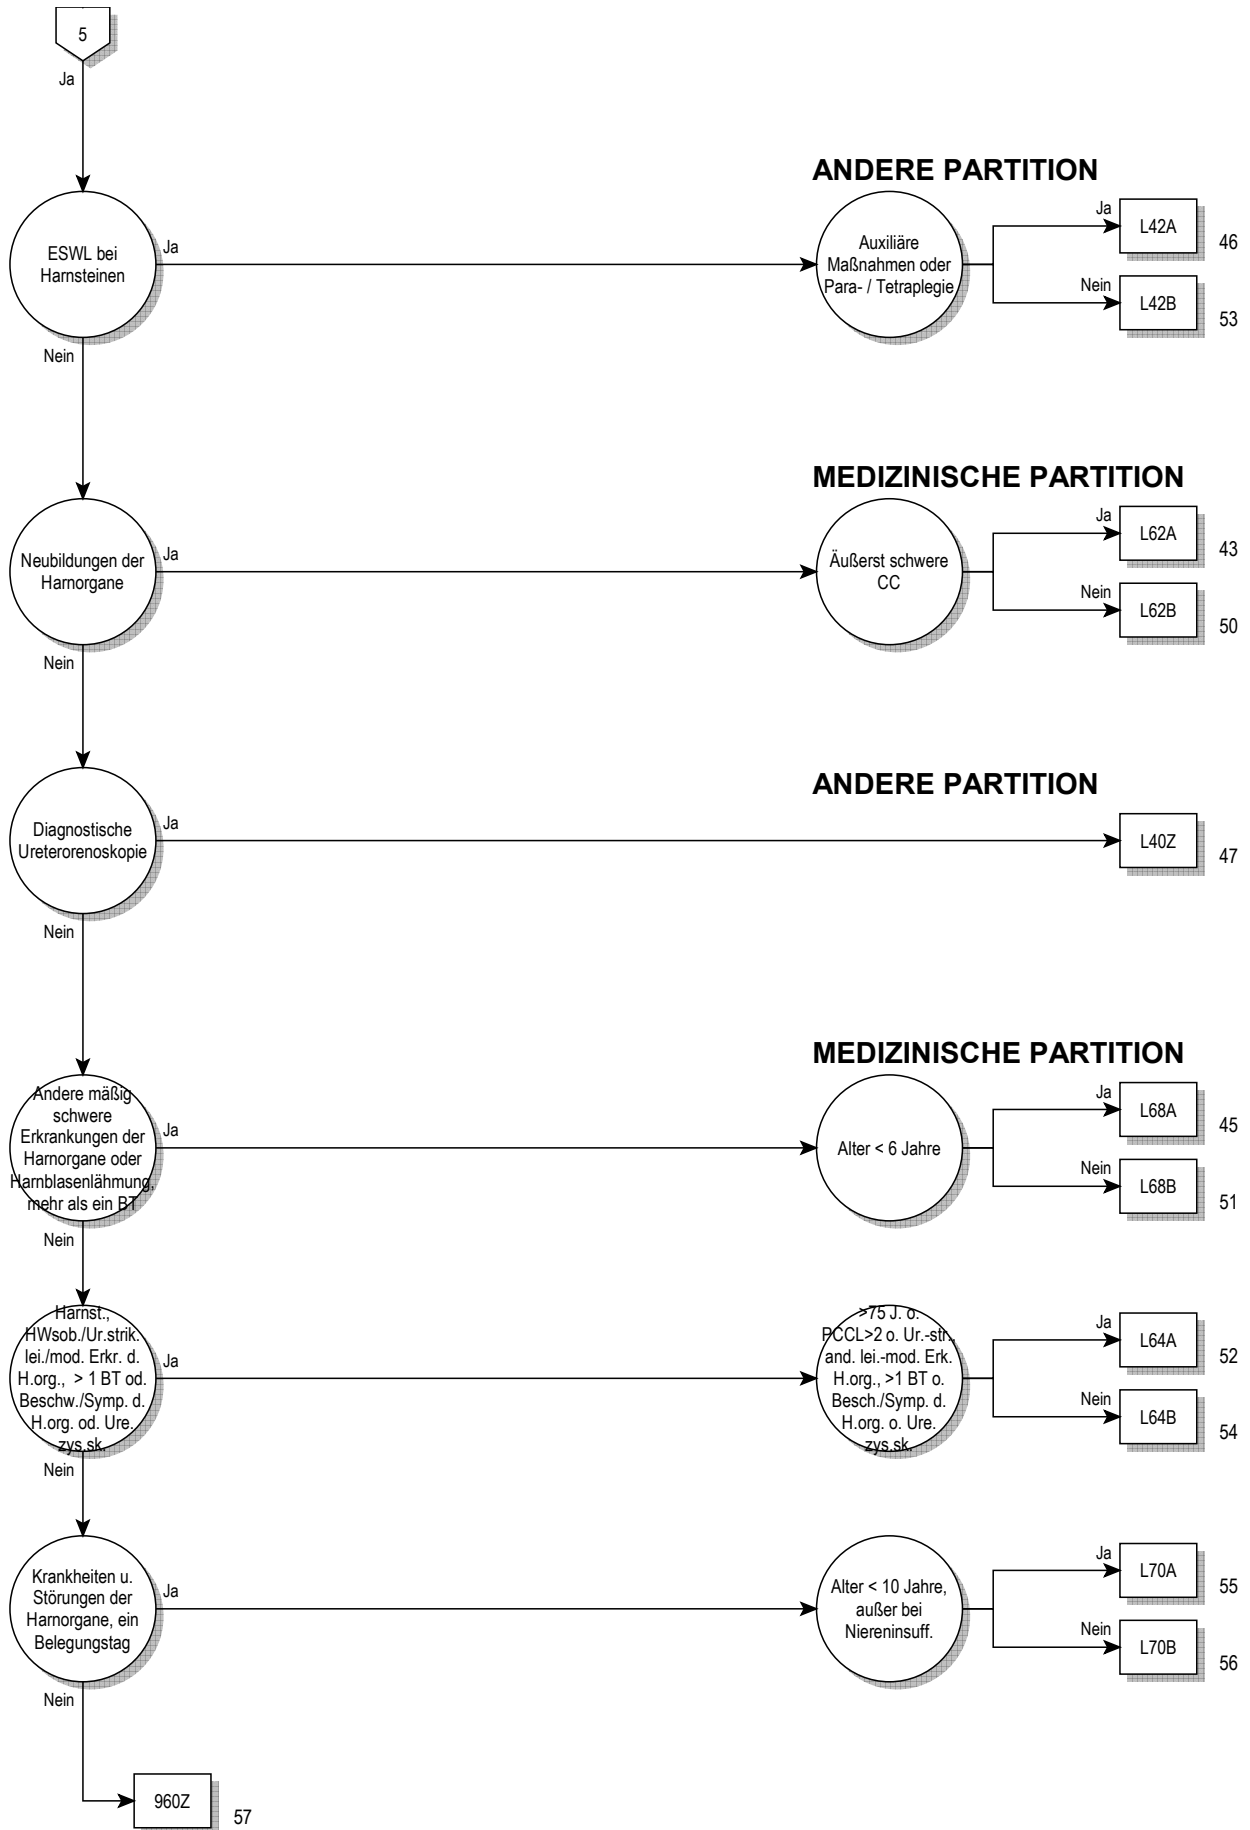 5
Ja
ANDERE PARTITION
ESWL bei
Harnsteinen
Ja
Auxiliäre
Maßnahmen oder
Para- / Tetraplegie
Ja
L42A
46
Nein
L42B
53
Nein
MEDIZINISCHE PARTITION
Neubildungen der
Harnorgane
Ja
Äußerst schwere
CC
Ja
L62A
43
Nein
L62B
50
Nein
ANDERE PARTITION
Diagnostische
Ureterorenoskopie
Ja
L40Z
47
Nein
MEDIZINISCHE PARTITION
Andere mäßig
schwere
Erkrankungen der
Harnorgane oder
Harnblasenlähmung,
mehr als ein BT
Ja
Alter < 6 Jahre
Ja
L68A
45
Nein
L68B
51
Nein
Harnst.,
HWsob./Ur.strik.
lei./mod. Erkr. d.
H.org., > 1 BT od.
Beschw./Symp. d.
H.org. od. Ure.
zys.sk.
Ja
>75 J. o.
PCCL>2 o. Ur.-str.,
and. lei.-mod. Erk.
H.org., >1 BT o.
Besch./Symp. d.
H.org. o. Ure.
zys.sk.
Ja
L64A
52
Nein
L64B
54
Nein
Krankheiten u.
Störungen der
Harnorgane, ein
Belegungstag
Ja
Alter < 10 Jahre,
außer bei
Niereninsuff.
Ja
L70A
55
Nein
L70B
56
Nein
960Z
57